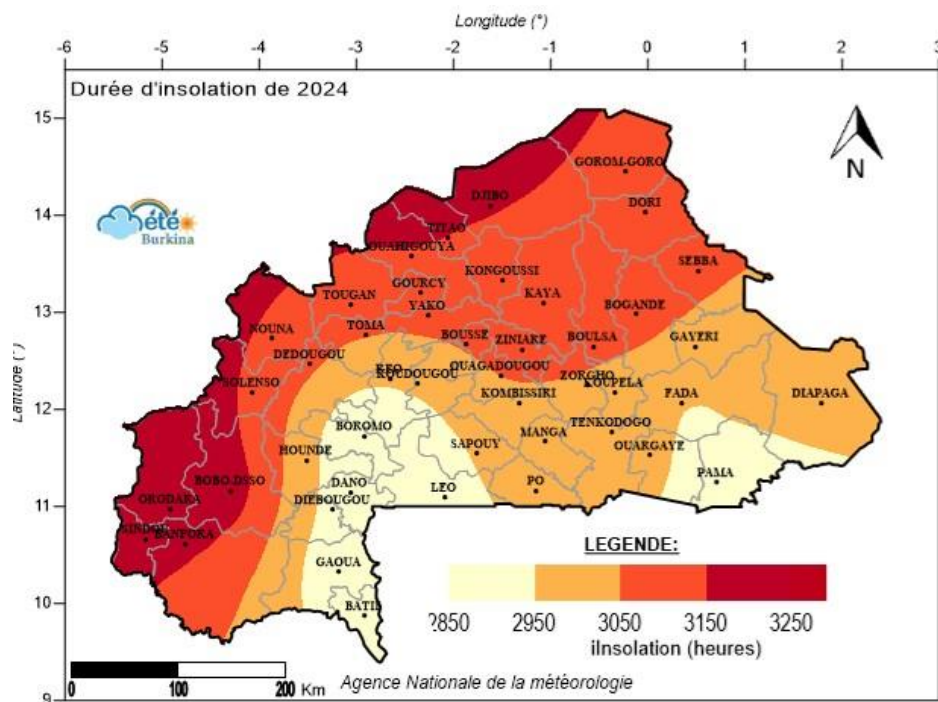 Longitude (°)
-6 -5 -4 -3 -2 -1 0 1 2 3
Durée d'insolation de 2024
15
14
13
12
11
10
9
N
été
Burkina
GOROM-GORO
DJIBO
DORI
TITAO
OUAHIGOUYA
SEBBA
KONGOUSSI
GOURCY
TOUGAN
KAYA
YAKO
BOGANDE
NOUNA
TOMA
BOUSSE
ZINIARE
BOULSA
GAYERI
DEDOUGOU
OUAGADOUGOU
KOUDOUGOU
ZORGHO
KOUPELA
SOLENSO
KOMBISSIRI
FADA
DIAPAGA
BOROMO
TENKODOGO
MANGA
SAPOUY
OUARGAYE
HOUNDE
BOBO-D/SSO
DANO
LEO
PO
PAMA
DIEBOUGOU
ORODARA
SINDOU
BANFORA
GAOUA
BATIE
LEGENDE:
2850 2950 3050 3150 3250
iInsolation (heures)
0 100 200 Km
Agence Nationale de la météorologie